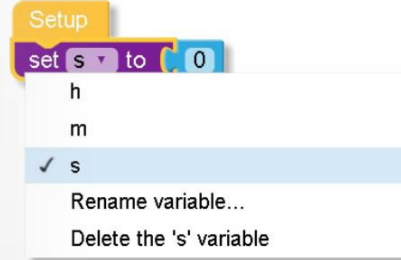 Setup
set s to 0
h
m
✓ s
Rename variable...
Delete the 's' variable